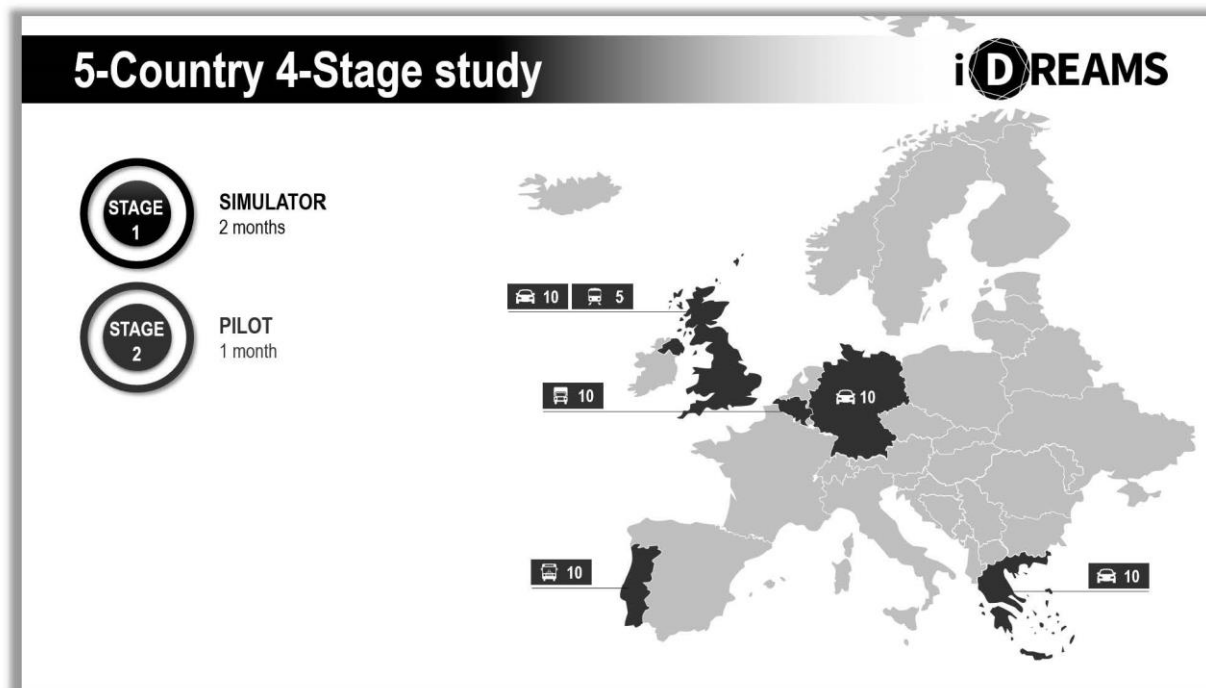 5-Country 4-Stage study
i DREAMS
STAGE
1
SIMULATOR
2 months
STAGE
2
PILOT
1 month
10
5
10
10
10
10